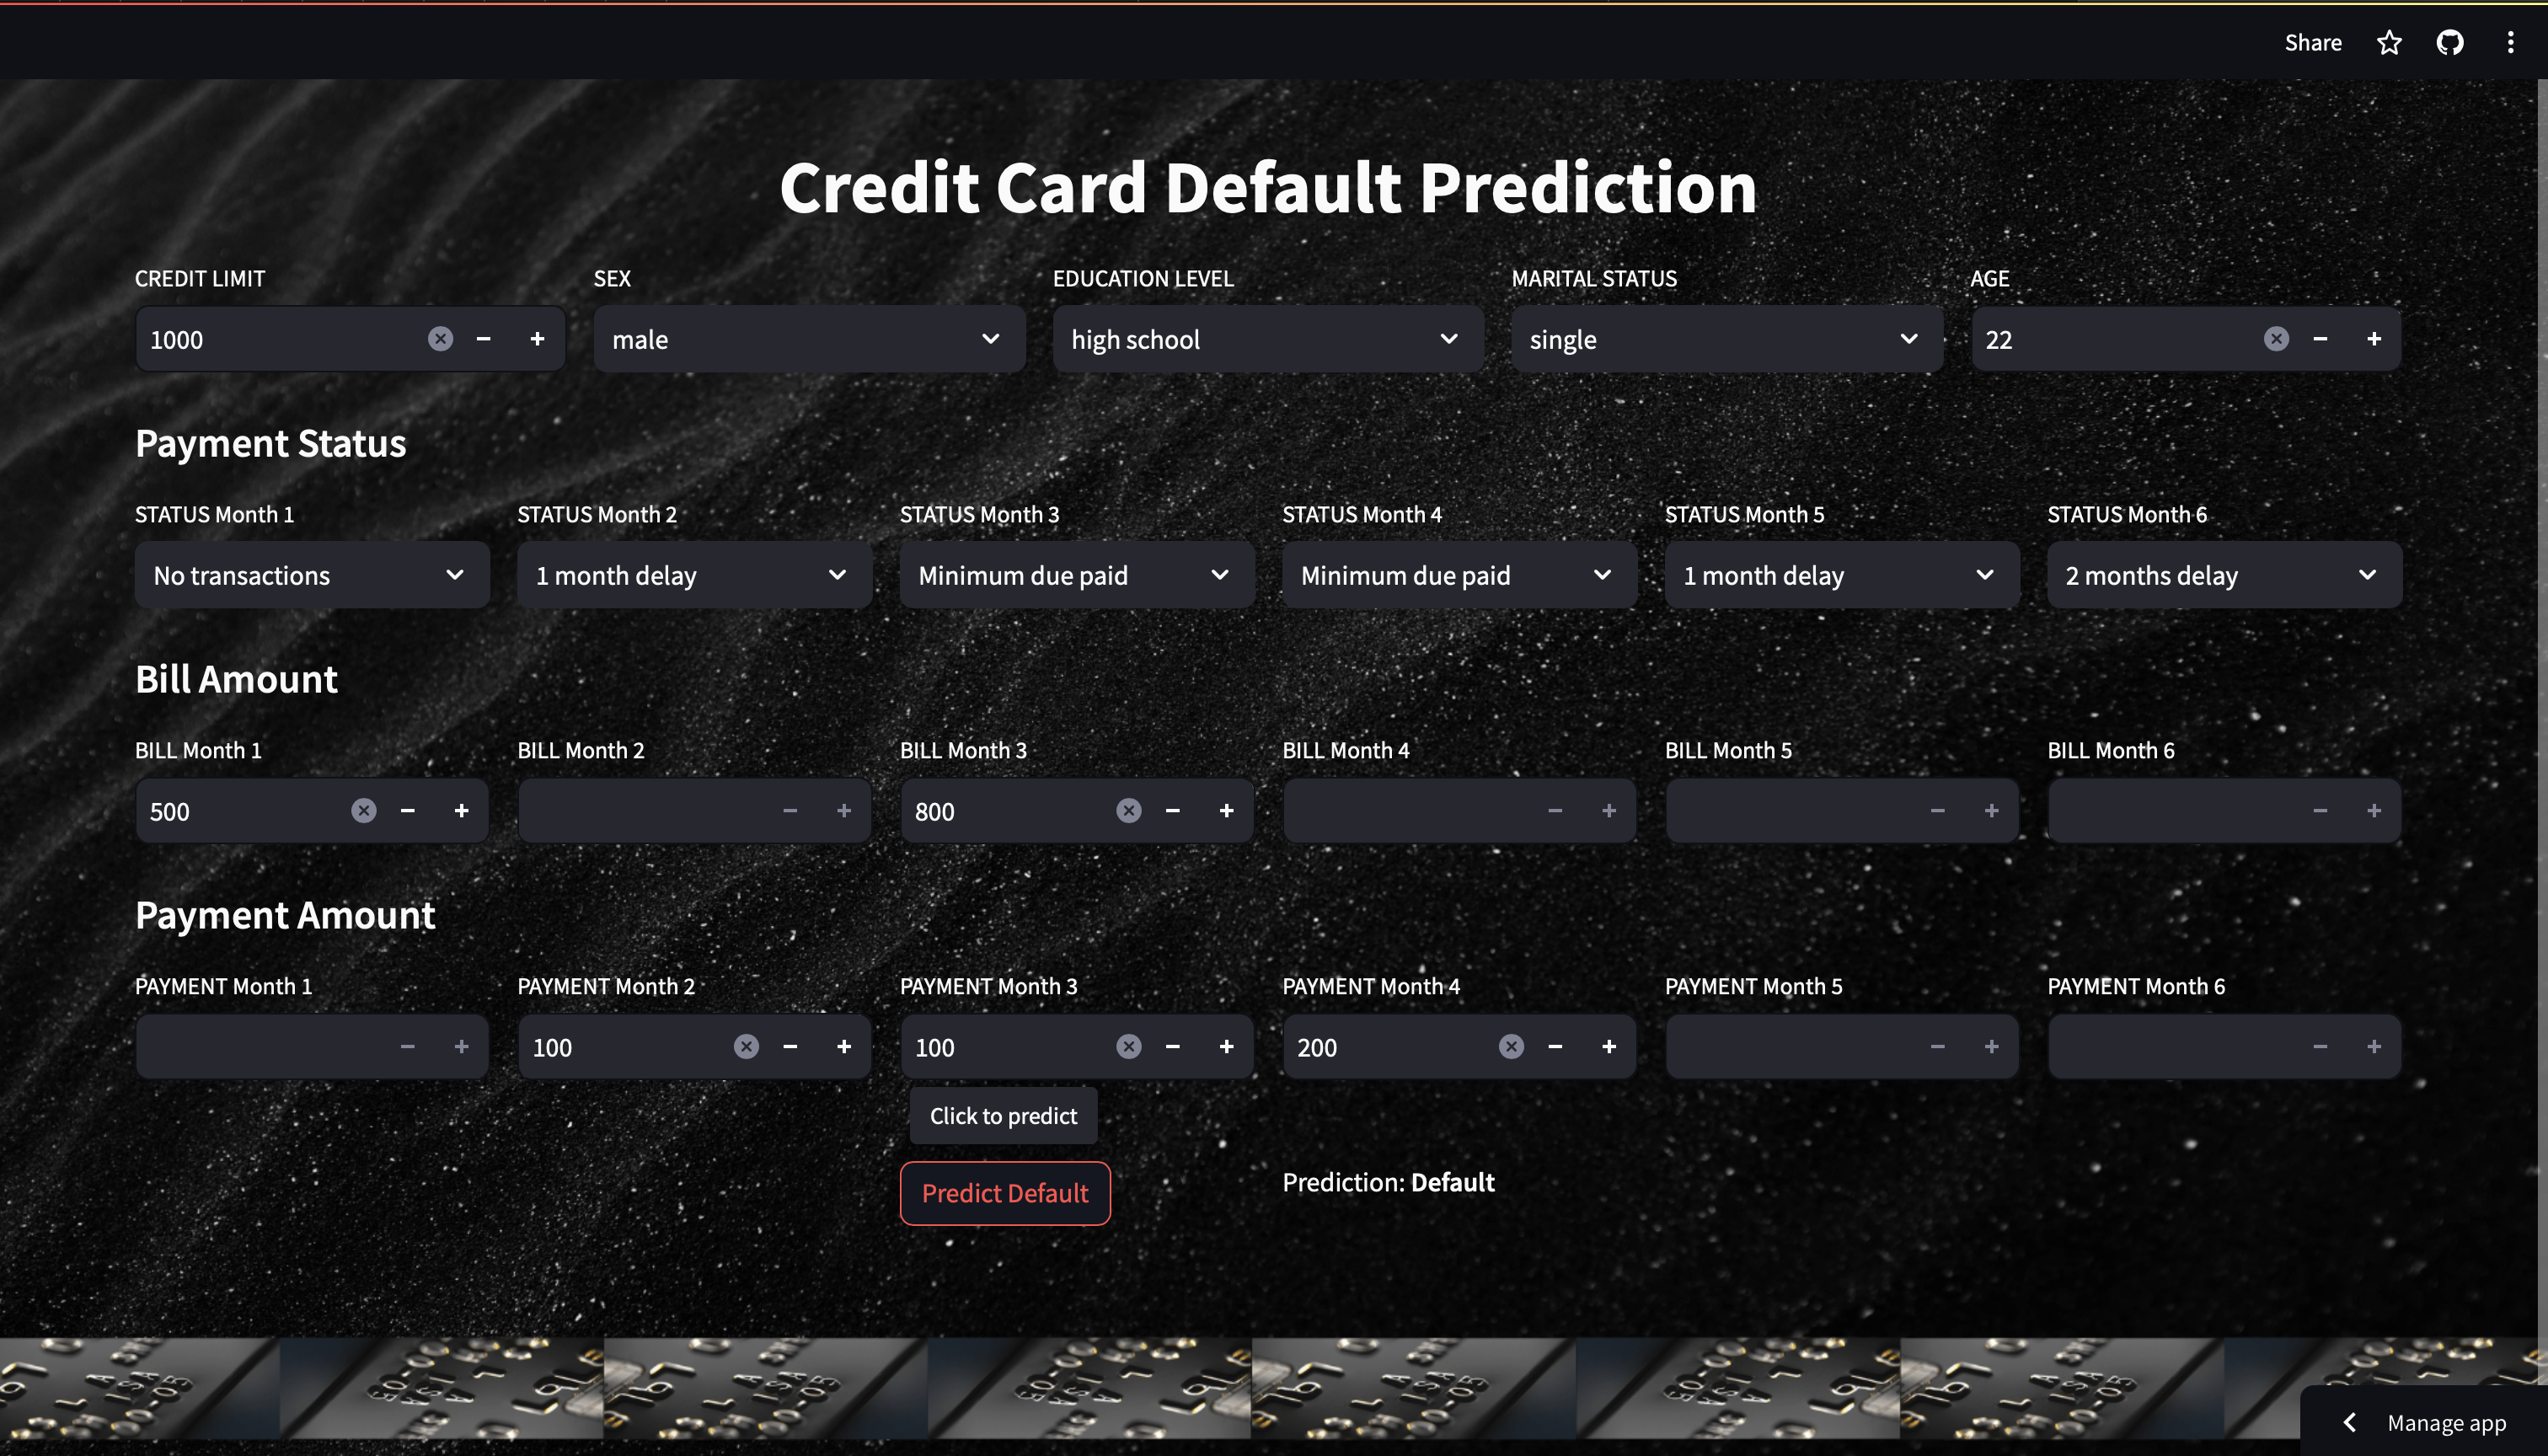 Share
Credit Card Default Prediction
CREDIT LIMIT SEX EDUCATION LEVEL MARITAL STATUS AGE
1000 male high school single 22
Payment Status
STATUS Month 1 STATUS Month 2 STATUS Month 3 STATUS Month 4 STATUS Month 5 STATUS Month 6
No transactions 1 month delay Minimum due paid Minimum due paid 1 month delay 2 months delay
Bill Amount
BILL Month 1 BILL Month 2 BILL Month 3 BILL Month 4 BILL Month 5 BILL Month 6
500 800
Payment Amount
PAYMENT Month 1 PAYMENT Month 2 PAYMENT Month 3 PAYMENT Month 4 PAYMENT Month 5 PAYMENT Month 6
100 100 200
Click to predict
Predict Default Prediction: Default
Manage app